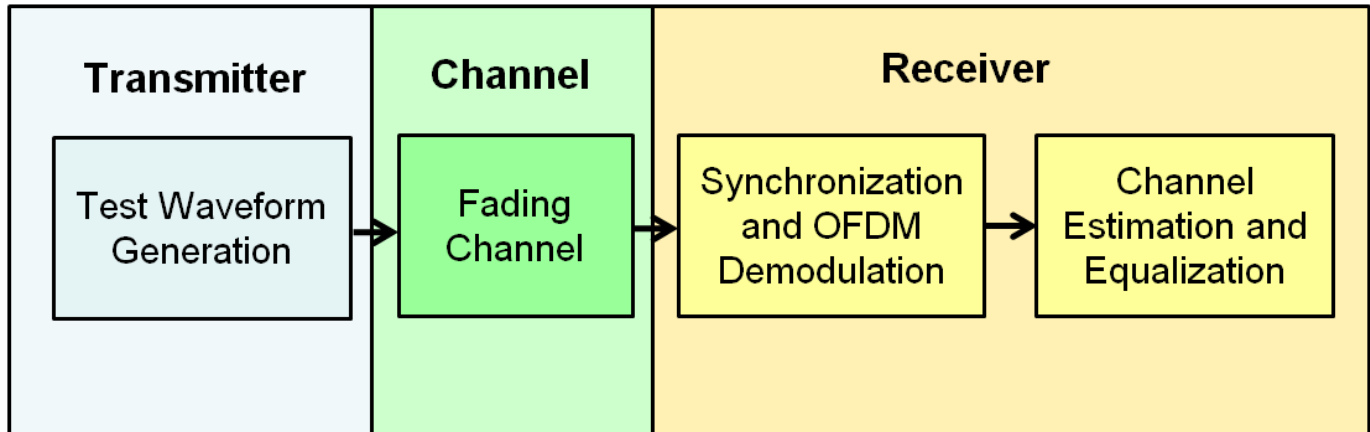 Transmitter
Channel
Receiver
Test Waveform
Generation
Fading
Channel
Synchronization
and OFDM
Demodulation
Channel
Estimation and
Equalization